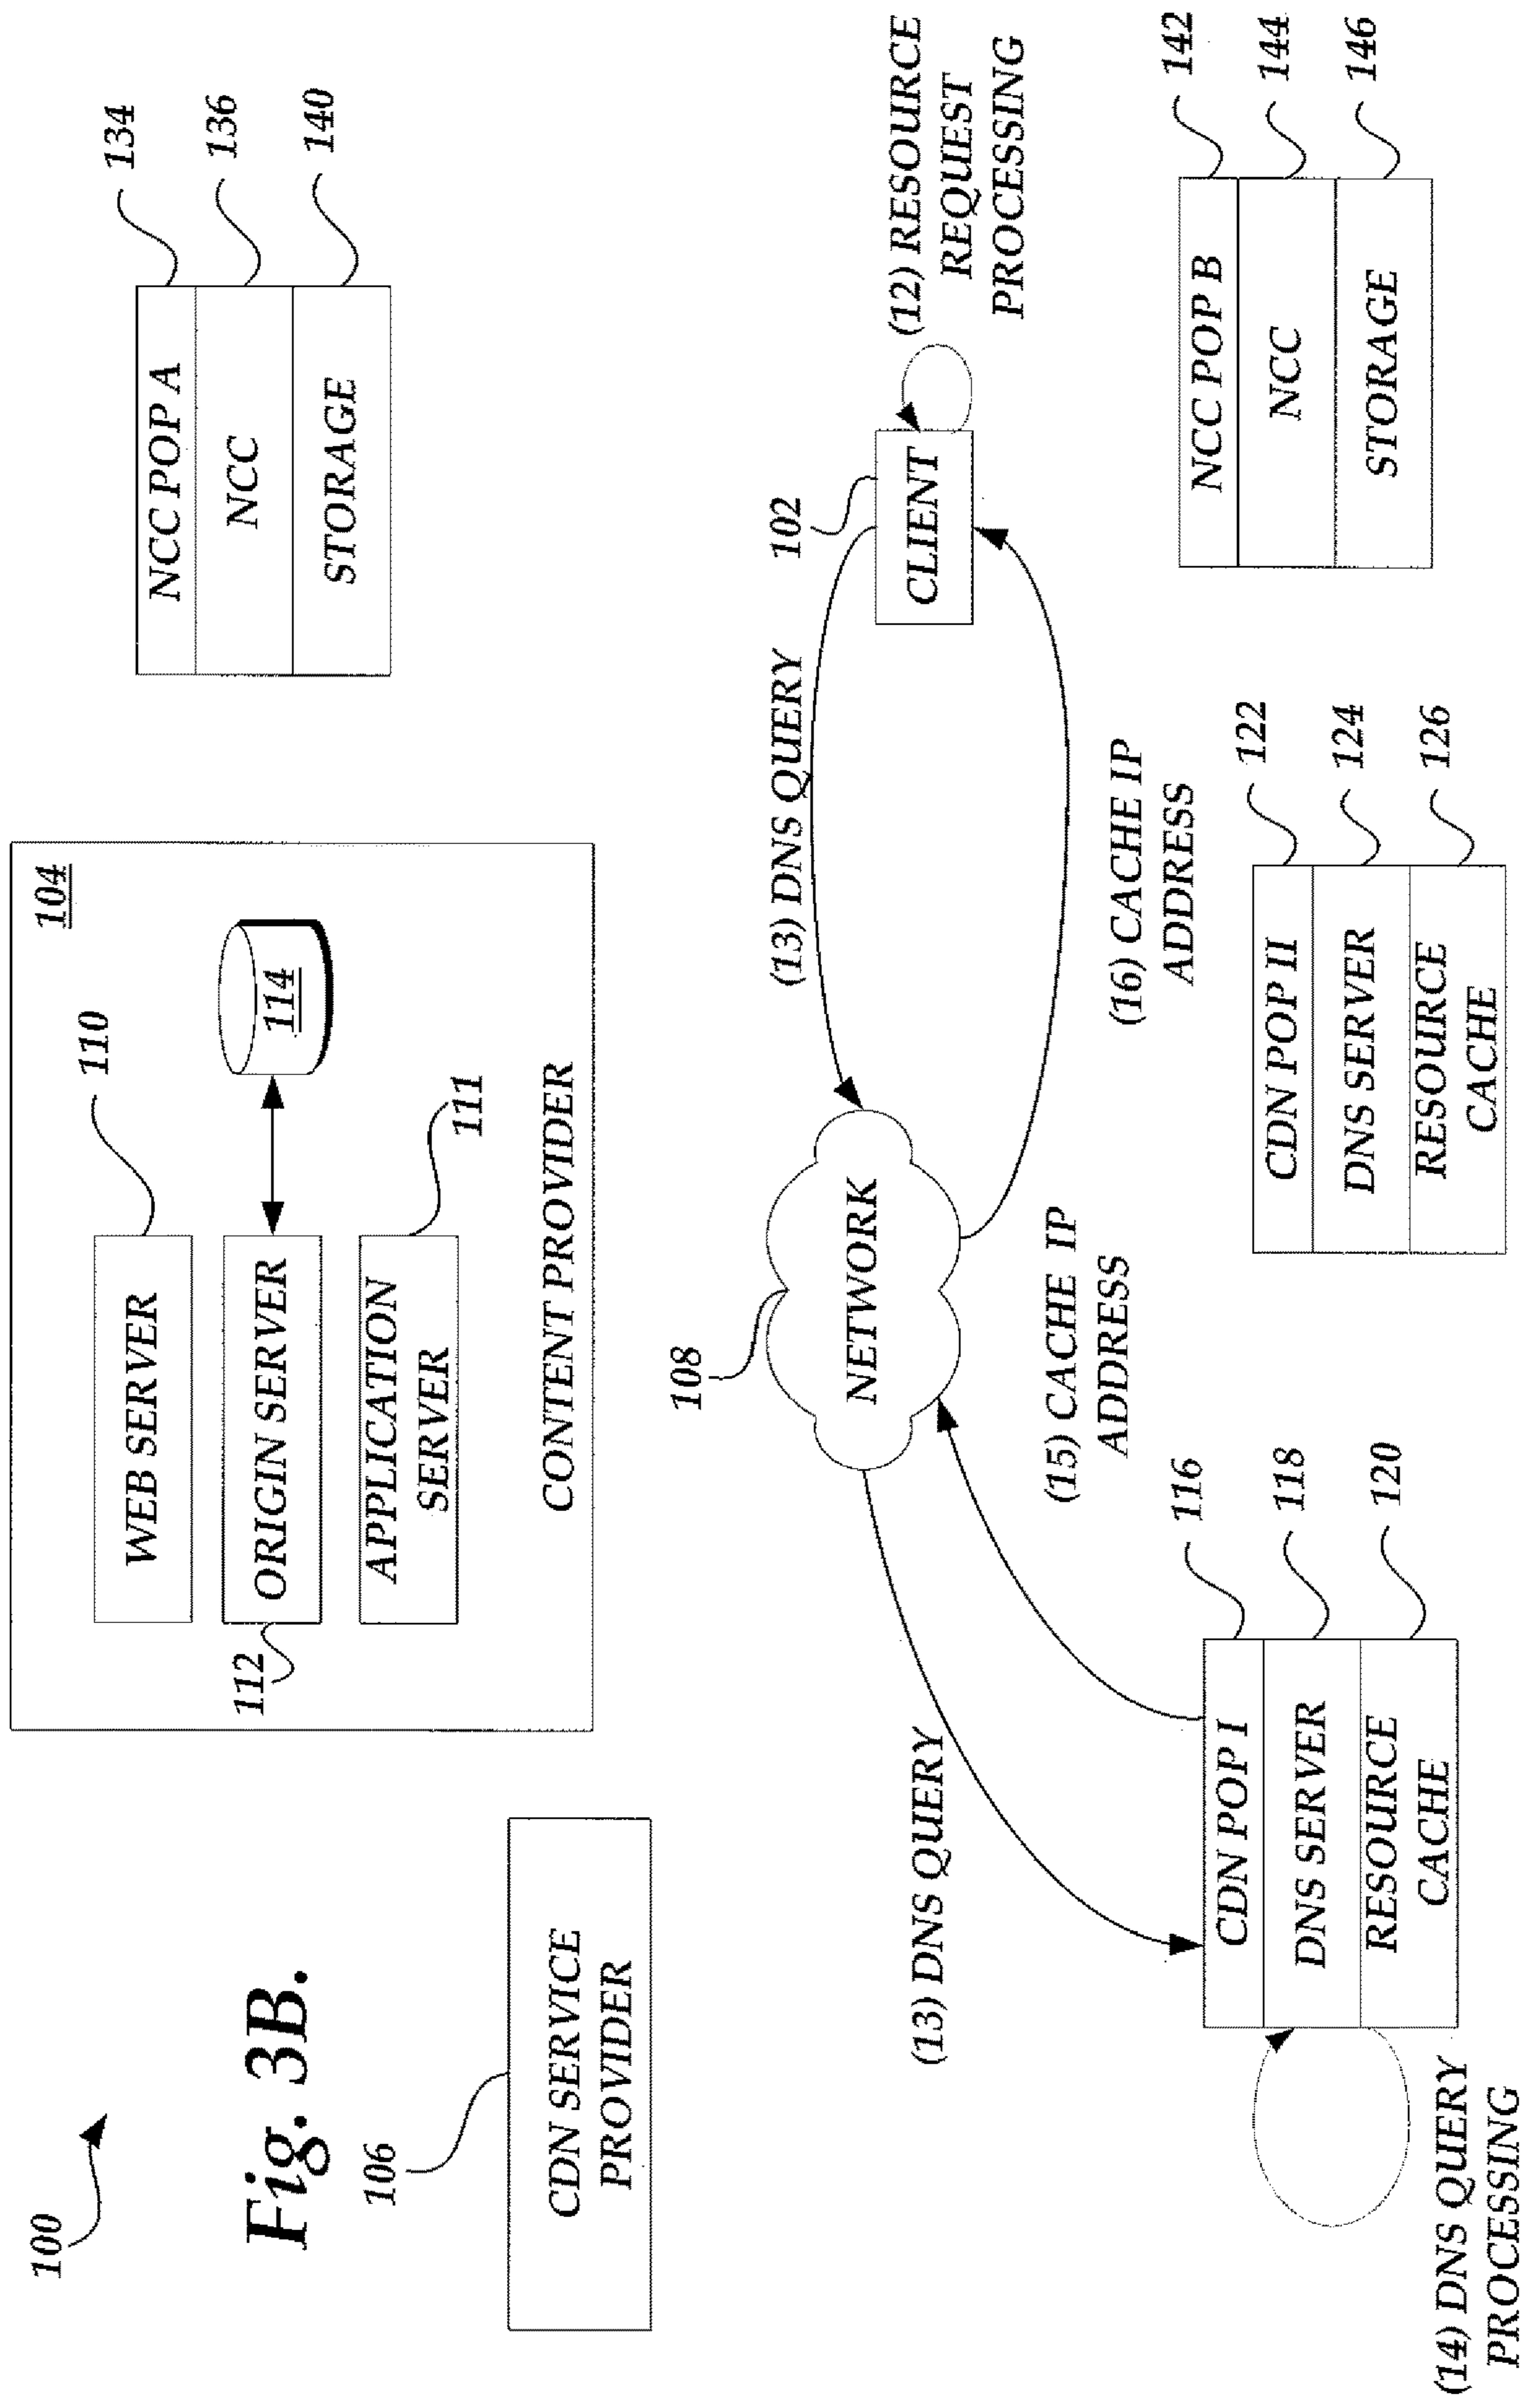 100
Fig. 3B.
106
CDN SERVICE
PROVIDER
104
WEB SERVER
110
ORIGIN SERVER
112
114
APPLICATION
SERVER
111
CONTENT PROVIDER
NCC POP A
134
NCC
136
STORAGE
140
108
NETWORK
(13) DNS QUERY
102
CLIENT
(12) RESOURCE
REQUEST
PROCESSING
(13) DNS QUERY
(15) CACHE IP
ADDRESS
(16) CACHE IP
ADDRESS
CDN POP I
116
DNS SERVER
118
RESOURCE
CACHE
120
(14) DNS QUERY
PROCESSING
CDN POP II
122
DNS SERVER
124
RESOURCE
CACHE
126
NCC POP B
142
NCC
144
STORAGE
146